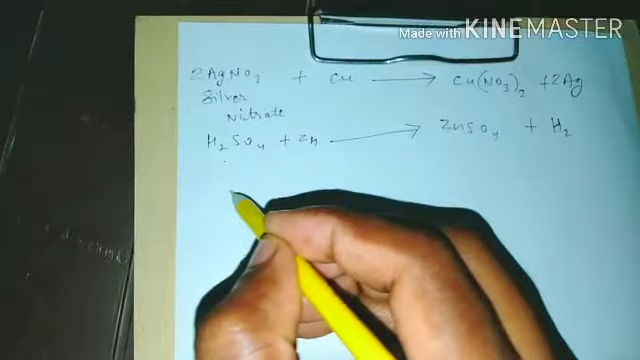 Made with KINEMASTER
2AgNO3 + Cu → Cu(NO3)2 + 2Ag
Silver
Nitrate
H2SO4 + Zn → ZnSO4 + H2